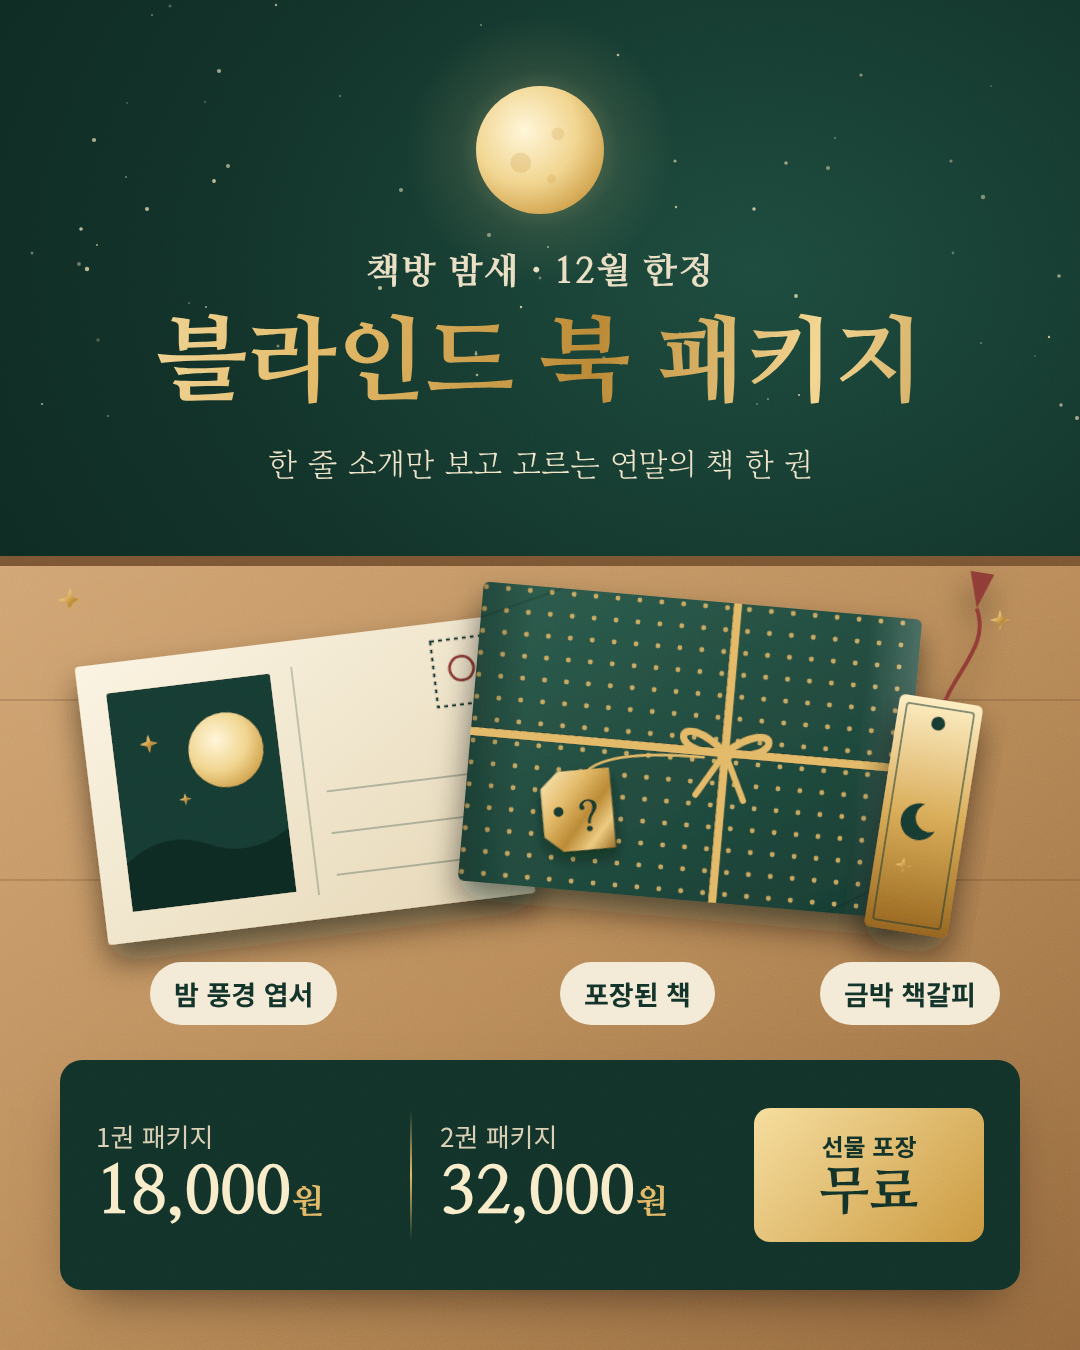 책방 밤새 · 12월 한정
블라인드 북 패키지
한 줄 소개만 보고 고르는 연말의 책 한 권
?
밤 풍경 엽서
포장된 책
금박 책갈피
1권 패키지
18,000원
2권 패키지
32,000원
선물 포장
무료